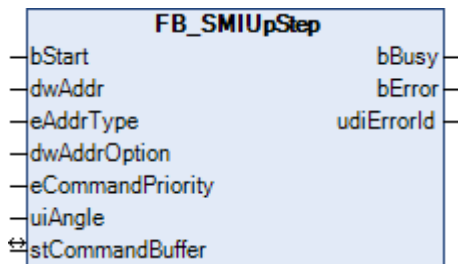 FB_SMIUpStep
bStart bBusy
dwAddr bError
eAddrType udiErrorId
dwAddrOption
eCommandPriority
uiAngle
stCommandBuffer